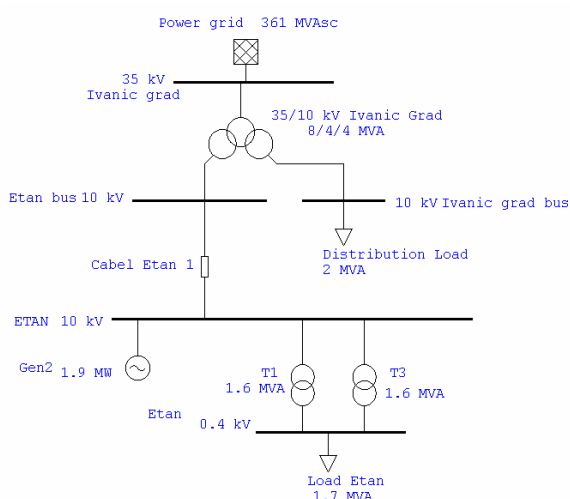 Power grid 361 MVAsc
35 kV
Ivanic grad
35/10 kV Ivanic Grad
8/4/4 MVA
Etan bus 10 kV
10 kV Ivanic grad bus
Distribution Load
2 MVA
Cabel Etan 1
ETAN 10 kV
Gen2 1.9 MW
T1
1.6 MVA
T3
1.6 MVA
Etan
0.4 kV
Load Etan
1.7 MVA